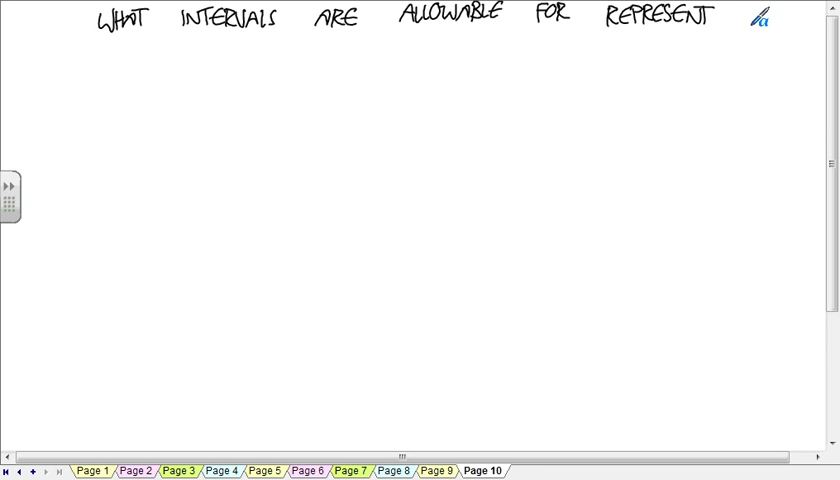 WHAT INTERVALS ARE ALLOWABLE FOR REPRESENT
Page 1 Page 2 Page 3 Page 4 Page 5 Page 6 Page 7 Page 8 Page 9 Page 10